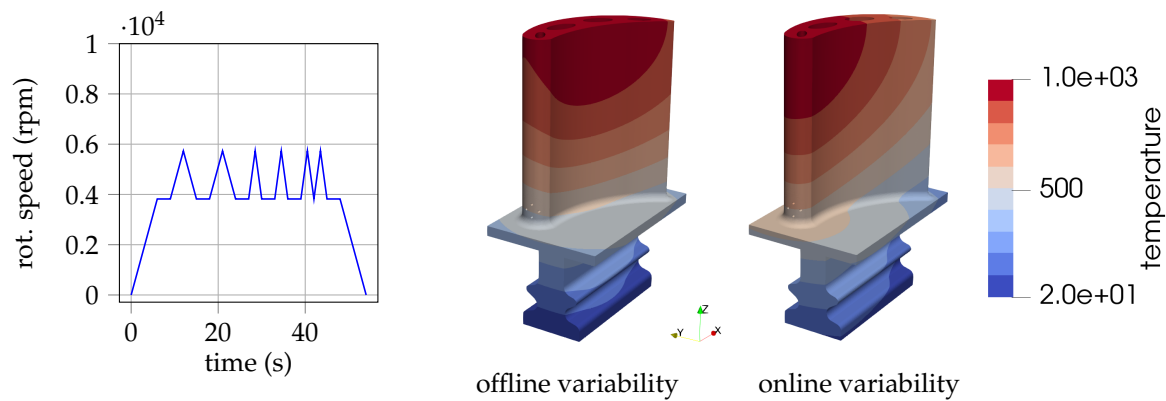 ·10⁴
1
0.8
0.6
0.4
0.2
0
rot. speed (rpm)
0 20 40
time (s)
Z
Y X
offline variability online variability
1.0e+03
500
2.0e+01
temperature